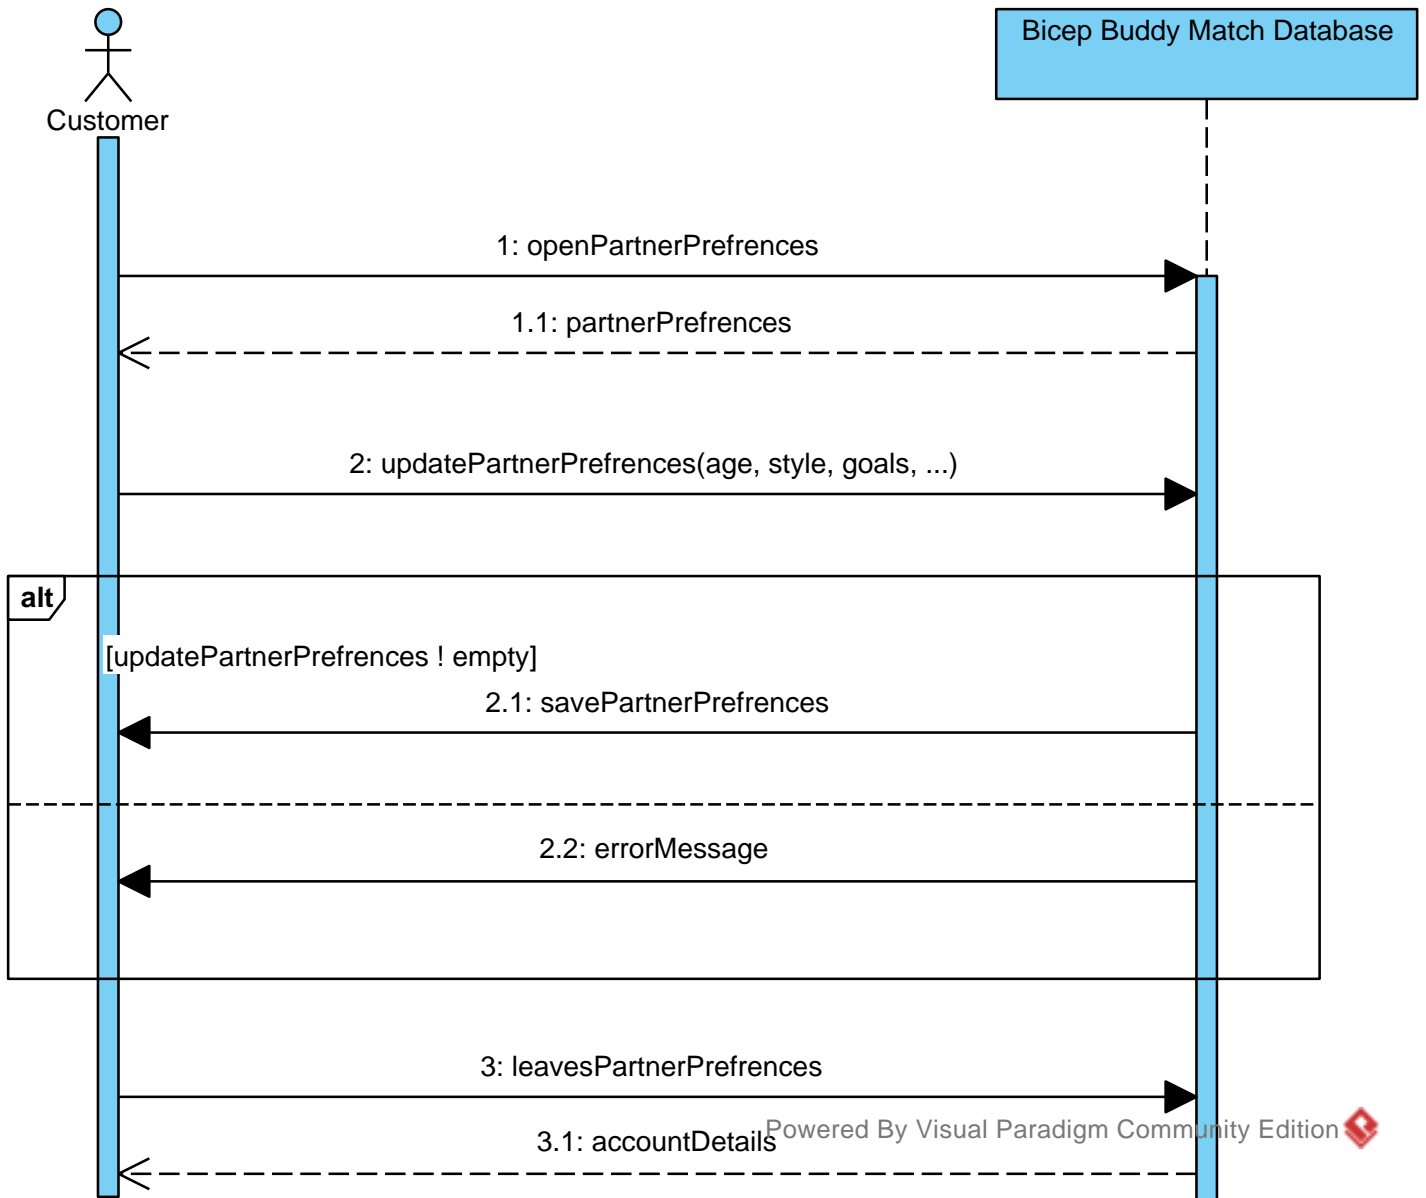 Bicep Buddy Match Database
Customer
1: openPartnerPrefrences
1.1: partnerPrefrences
2: updatePartnerPrefrences(age, style, goals, ...)
alt
[updatePartnerPrefrences ! empty]
2.1: savePartnerPrefrences
2.2: errorMessage
3: leavesPartnerPrefrences
Powered By Visual Paradigm Community Edition
3.1: accountDetails